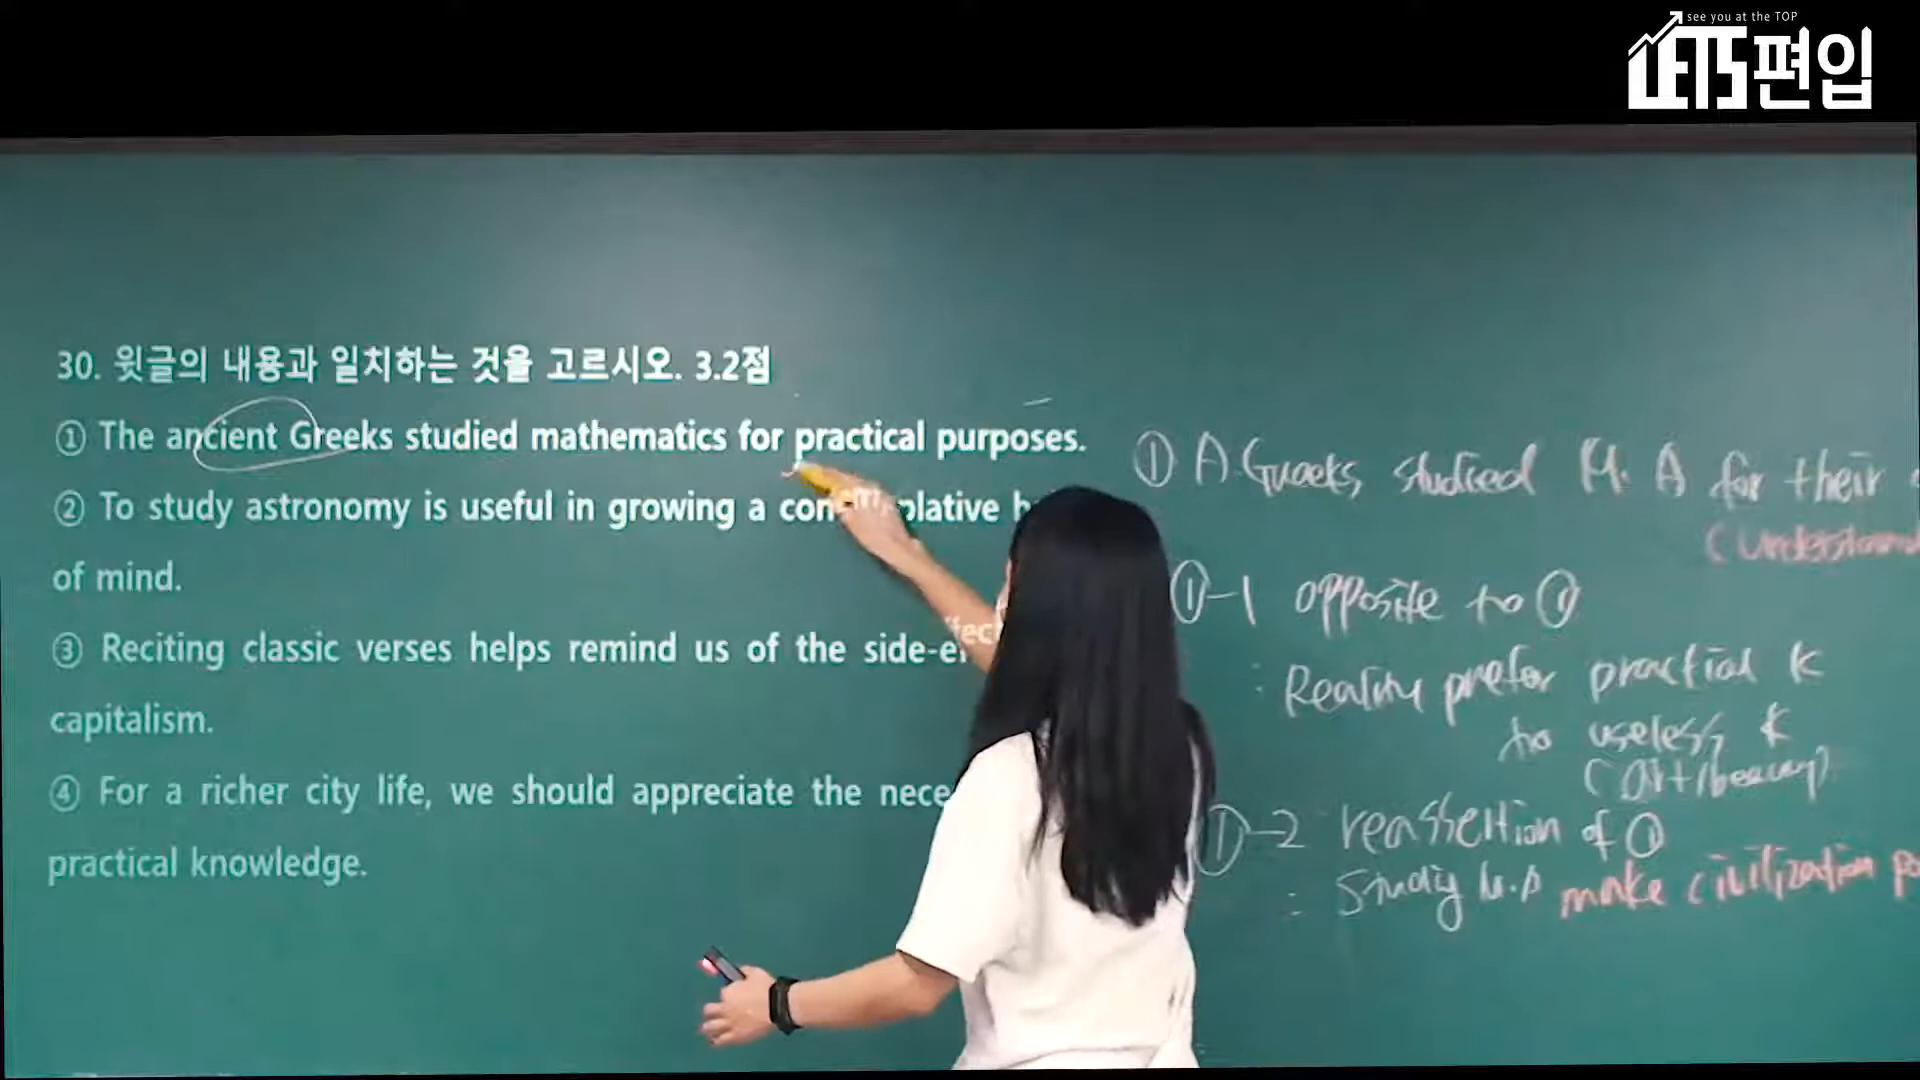 see you at the TOP
LETS편입
30. 윗글의 내용과 일치하는 것을 고르시오. 3.2점
① The ancient Greeks studied mathematics for practical purposes.
② To study astronomy is useful in growing a contemplative
of mind.
③ Reciting classic verses helps remind us of the side-effect
capitalism.
④ For a richer city life, we should appreciate the
practical knowledge.
① A.Greeks, studied M. A for their
①-1 opposite to ①
: Reality prefer practical K
to useless K
(art/beauty)
①-2 reassertion of ①
: Study M.A make civilization